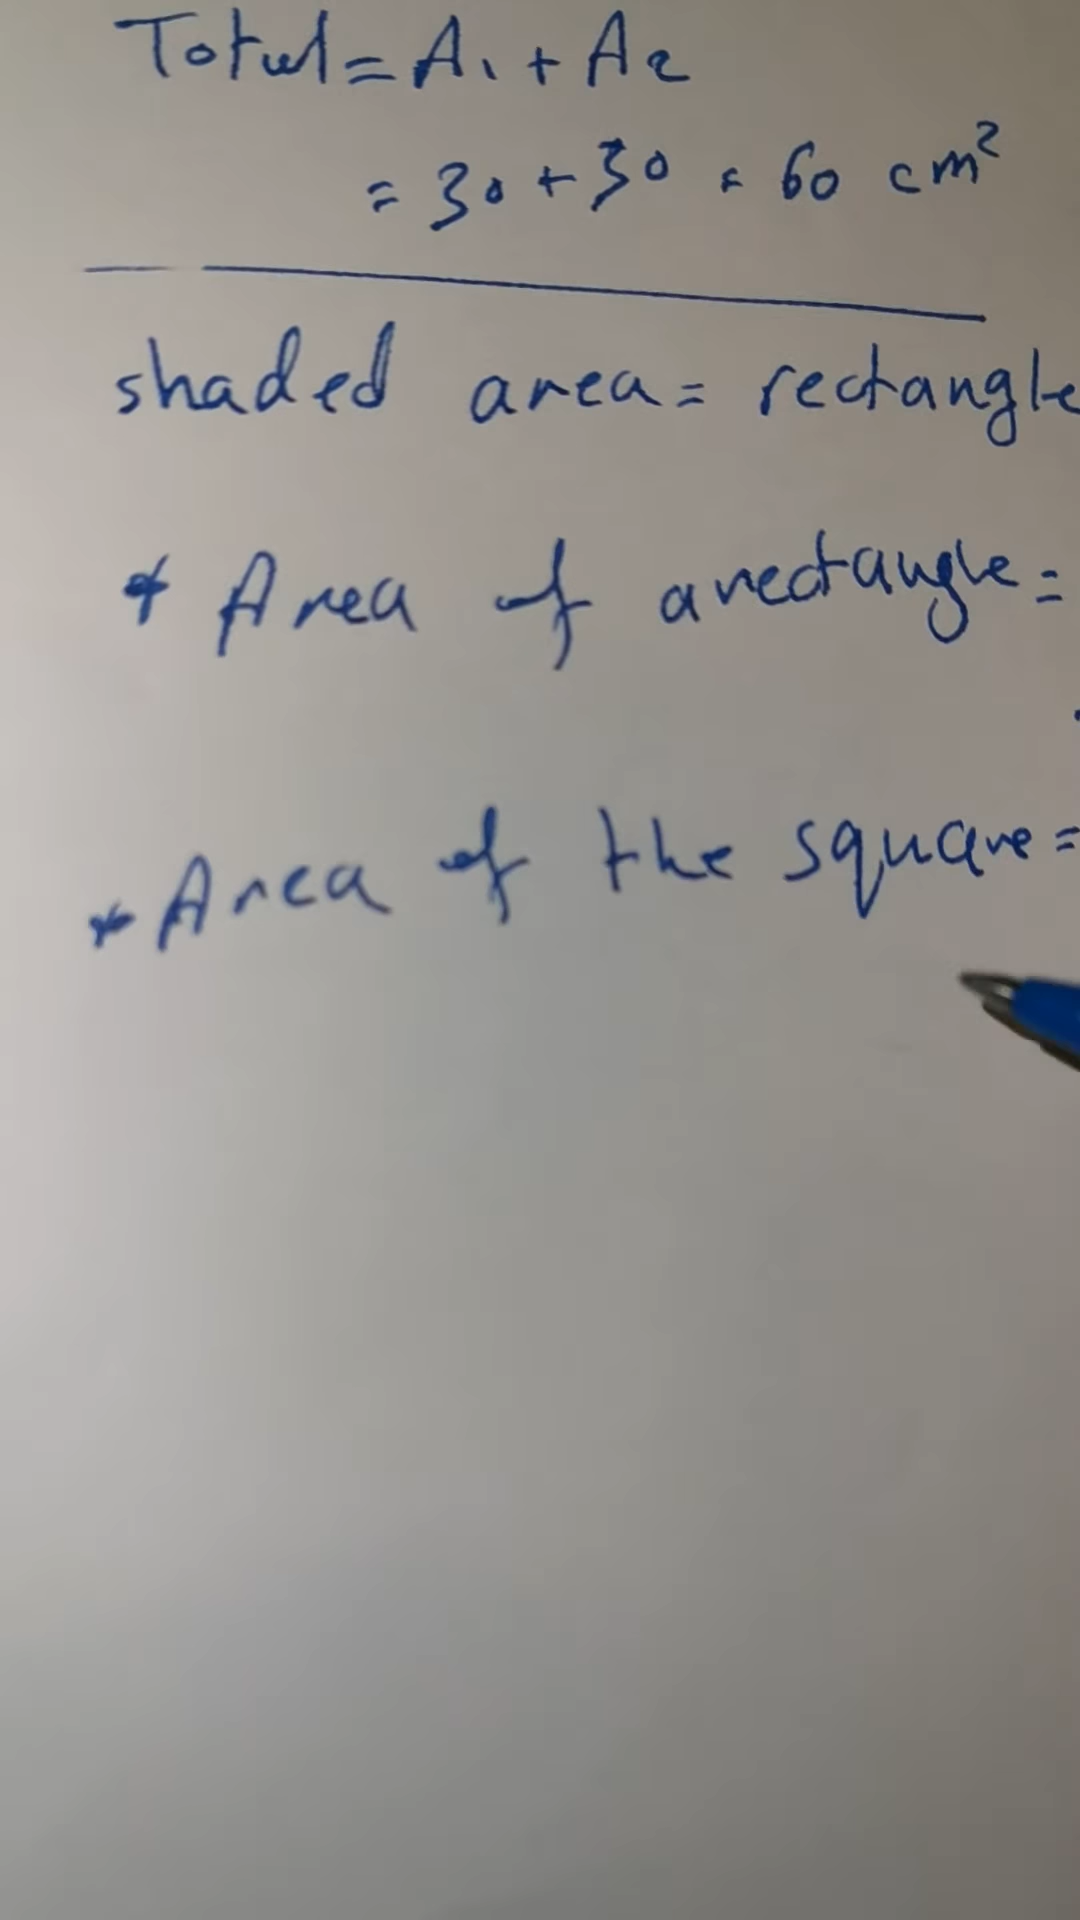 Total = A1 + A2
= 30 + 30 = 60 cm²
shaded area = rectangle
* Area of a rectangle =
* Area of the square =